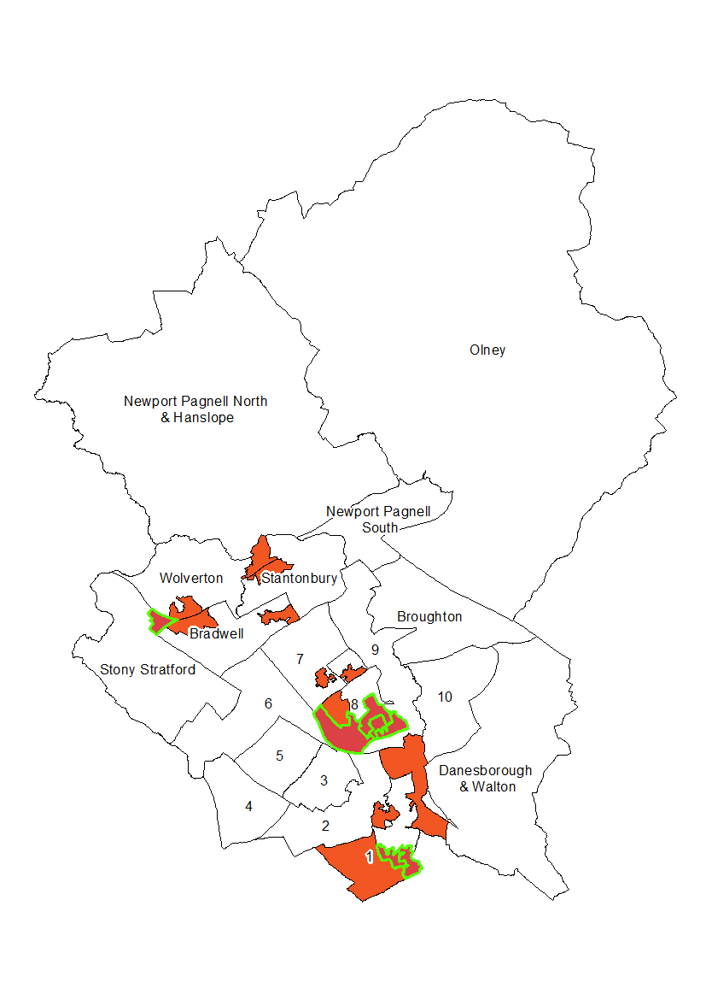 Olney
Newport Pagnell North
& Hanslope
Newport Pagnell
South
Wolverton
Stantonbury
Broughton
Bradwell
Stony Stratford
9
7
10
6
8
5
Danesborough
& Walton
3
4
2
1